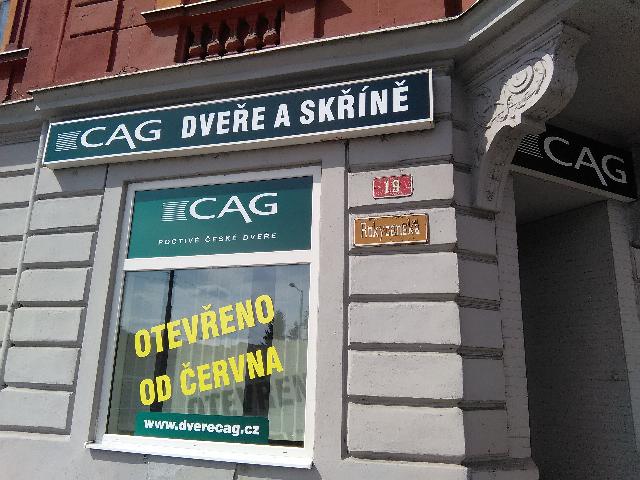 CAG DVEŘE A SKŘÍNĚ
CAG
CAG
POCTIVÉ ČESKÉ DVEŘE
19
Rokycanská
OTEVŘENO
OD ČERVNA
www.dverecag.cz